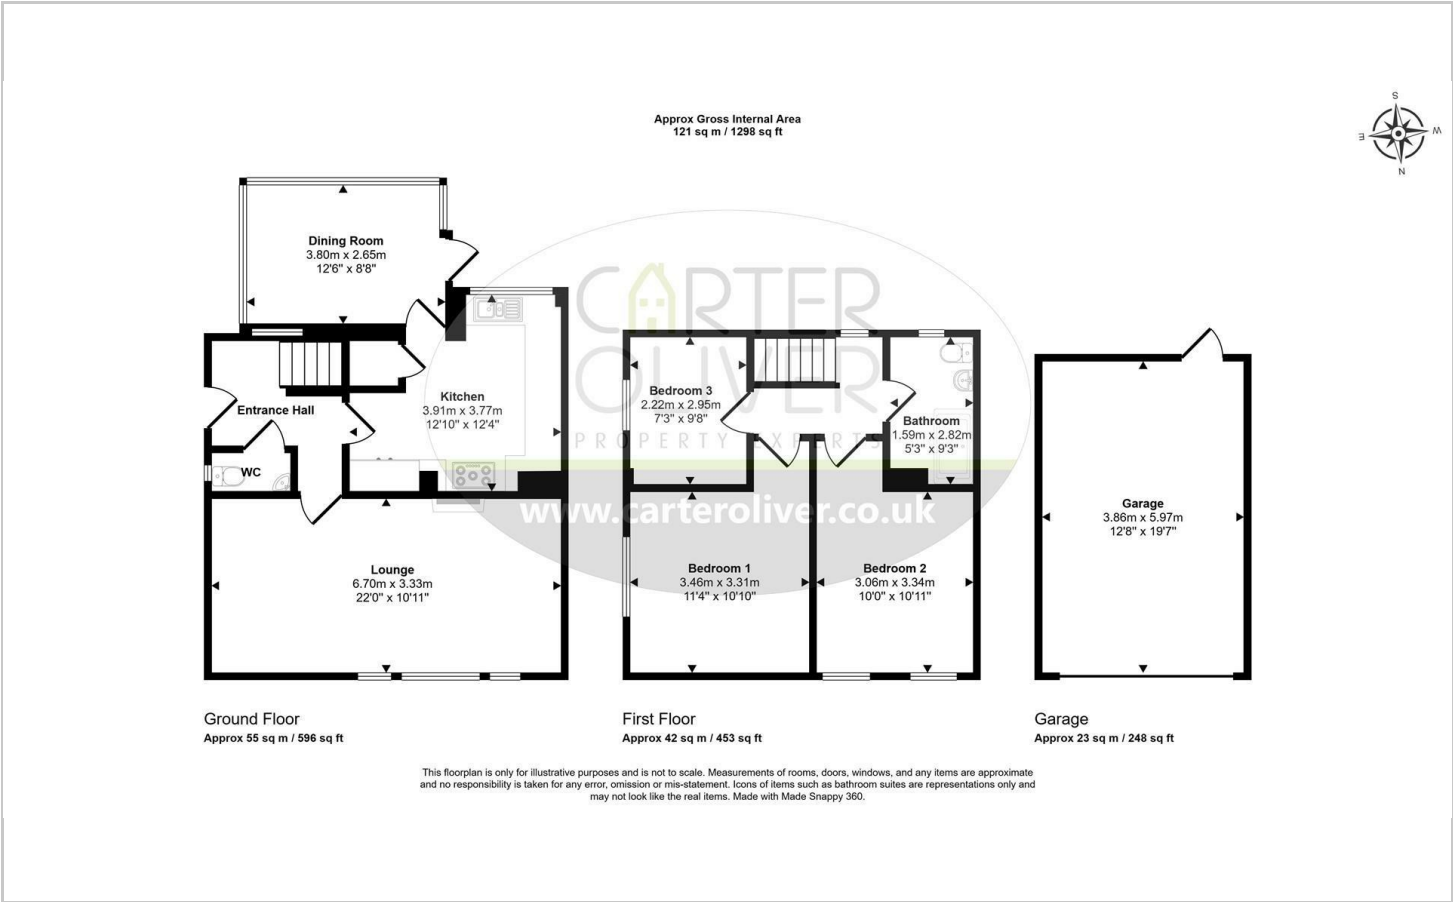 Approx Gross Internal Area
121 sq m / 1298 sq ft
S
E
W
N
Dining Room
3.80m x 2.65m
12'6" x 8'8"
Kitchen
3.91m x 3.77m
12'10" x 12'4"
Entrance Hall
WC
Lounge
6.70m x 3.33m
22'0" x 10'11"
Ground Floor
Approx 55 sq m / 596 sq ft
CARTER
OLIVER
PROPERTY EXPERTS
www.carteroliver.co.uk
Bedroom 3
2.22m x 2.95m
7'3" x 9'8"
Bathroom
1.59m x 2.82m
5'3" x 9'3"
Bedroom 1
3.46m x 3.31m
11'4" x 10'10"
Bedroom 2
3.06m x 3.34m
10'0" x 10'11"
First Floor
Approx 42 sq m / 453 sq ft
Garage
3.86m x 5.97m
12'8" x 19'7"
Garage
Approx 23 sq m / 248 sq ft
This floorplan is only for illustrative purposes and is not to scale. Measurements of rooms, doors, windows, and any items are approximate
and no responsibility is taken for any error, omission or mis-statement. Icons of items such as bathroom suites are representations only and
may not look like the real items. Made with Made Snappy 360.